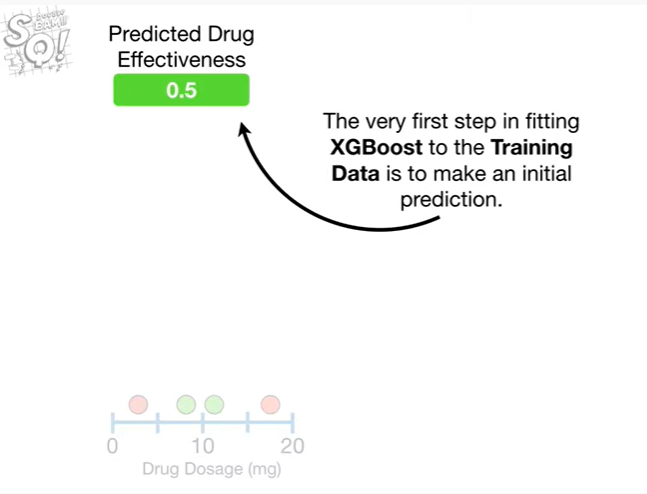 Predicted Drug
Effectiveness
0.5
The very first step in fitting
XGBoost to the Training
Data is to make an initial
prediction.
0 10 20
Drug Dosage (mg)